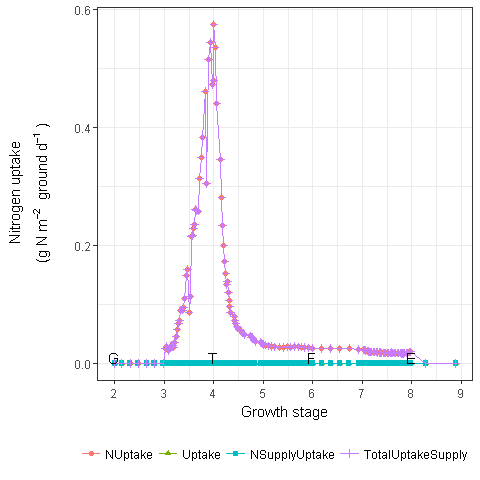 0.6
0.4
0.2
0.0
Nitrogen uptake
(g N m⁻² ground d⁻¹ )
G T F E
2 3 4 5 6 7 8 9
Growth stage
NUptake Uptake NSupplyUptake TotalUptakeSupply